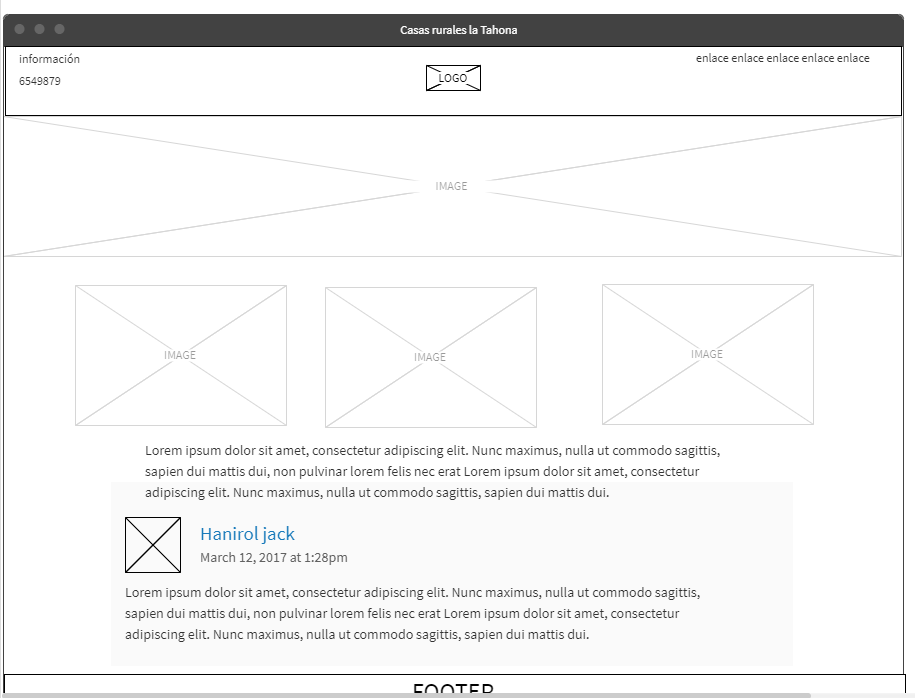 Casas rurales la Tahona
información
6549879
LOGO
enlace enlace enlace enlace enlace
IMAGE
IMAGE
IMAGE
IMAGE
Lorem ipsum dolor sit amet, consectetur adipiscing elit. Nunc maximus, nulla ut commodo sagittis,
sapien dui mattis dui, non pulvinar lorem felis nec erat Lorem ipsum dolor sit amet, consectetur
adipiscing elit. Nunc maximus, nulla ut commodo sagittis, sapien dui mattis dui.
Hanirol jack
March 12, 2017 at 1:28pm
Lorem ipsum dolor sit amet, consectetur adipiscing elit. Nunc maximus, nulla ut commodo sagittis,
sapien dui mattis dui, non pulvinar lorem felis nec erat Lorem ipsum dolor sit amet, consectetur
adipiscing elit. Nunc maximus, nulla ut commodo sagittis, sapien dui mattis dui.
FOOTER